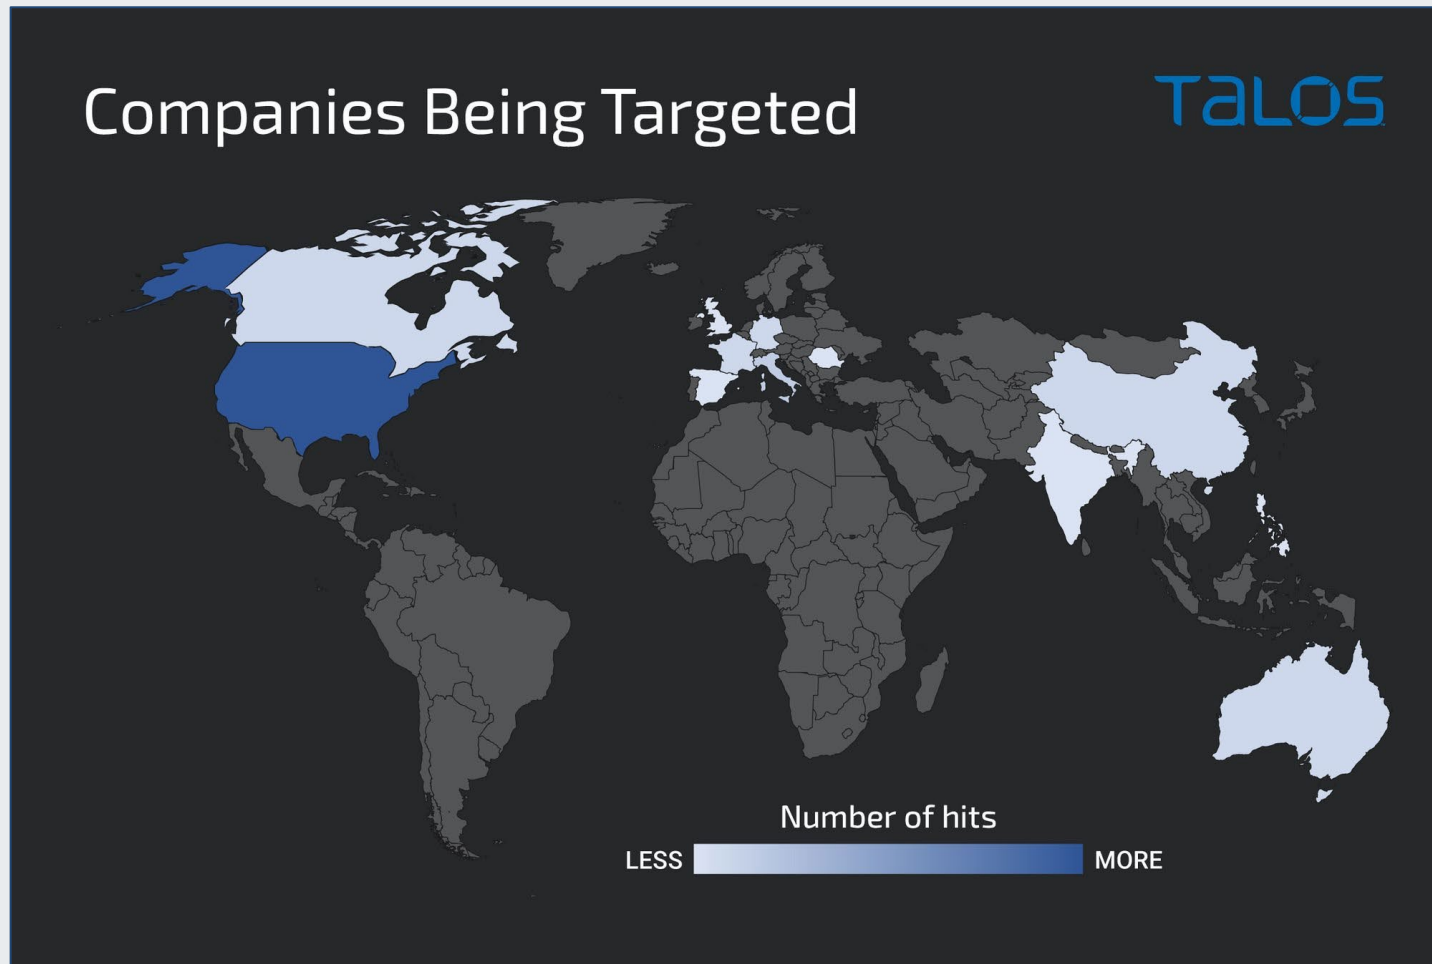 Companies Being Targeted
TALOS
Number of hits
LESS
MORE